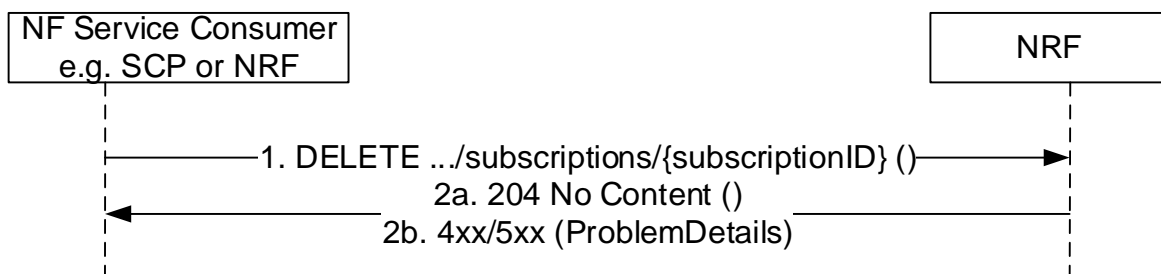 NF Service Consumer
e.g. SCP or NRF
NRF
1. DELETE .../subscriptions/{subscriptionID} ()
2a. 204 No Content ()
2b. 4xx/5xx (ProblemDetails)